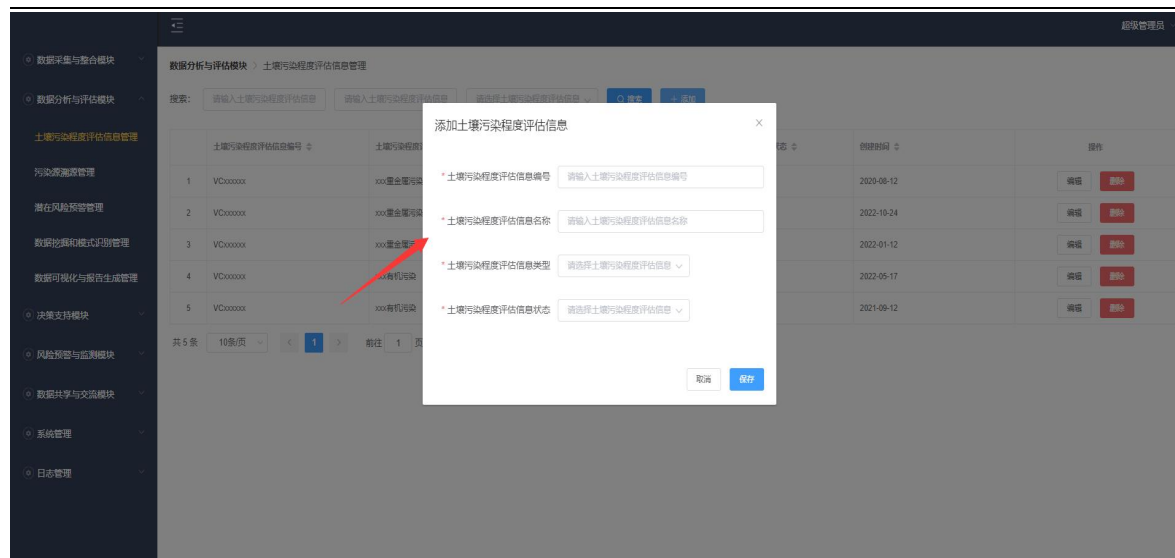 超级管理员
数据采集与整合模块
数据分析与评估模块
土壤污染程度评估信息管理
污染源溯源管理
潜在风险预警管理
数据挖掘和模式识别管理
数据可视化与报告生成管理
决策支持模块
风险预警与监测模块
数据共享与交流模块
系统管理
日志管理
数据分析与评估模块 > 土壤污染程度评估信息管理
搜索: 请输入土壤污染程度评估信息 请输入土壤污染程度评估信息 请选择土壤污染程度评估信息 搜索 + 添加
土壤污染程度评估信息编号 土壤污染程度 状态 创建时间 操作
1 VCxxxxxx xxx重金属污染 2020-08-12 编辑 删除
2 VCxxxxxx xxx重金属污染 2022-10-24 编辑 删除
3 VCxxxxxx xxx重金属污 2022-01-12 编辑 删除
4 VCxxxxxx xxx有机污染 2022-05-17 编辑 删除
5 VCxxxxxx xxx有机污染 2021-09-12 编辑 删除
共 5 条 10条/页 1 前往 1 页
添加土壤污染程度评估信息
* 土壤污染程度评估信息编号 请输入土壤污染程度评估信息编号
* 土壤污染程度评估信息名称 请输入土壤污染程度评估信息名称
* 土壤污染程度评估信息类型 请选择土壤污染程度评估信息
* 土壤污染程度评估信息状态 请选择土壤污染程度评估信息
取消 保存